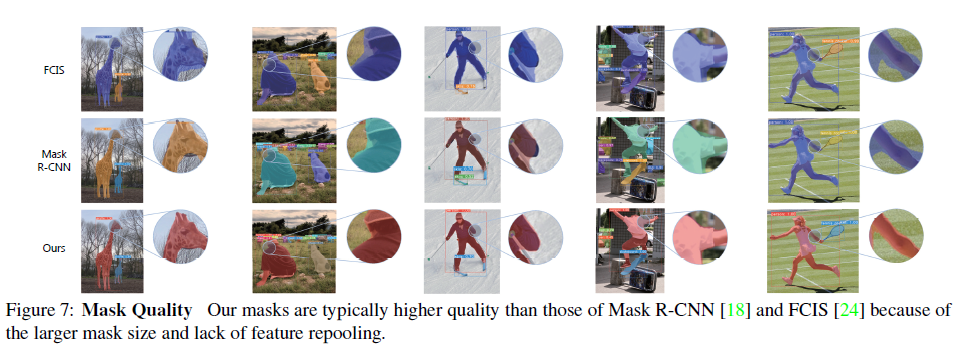 FCIS
Mask
R-CNN
Ours
Figure 7: Mask Quality Our masks are typically higher quality than those of Mask R-CNN [18] and FCIS [24] because of
the larger mask size and lack of feature repooling.